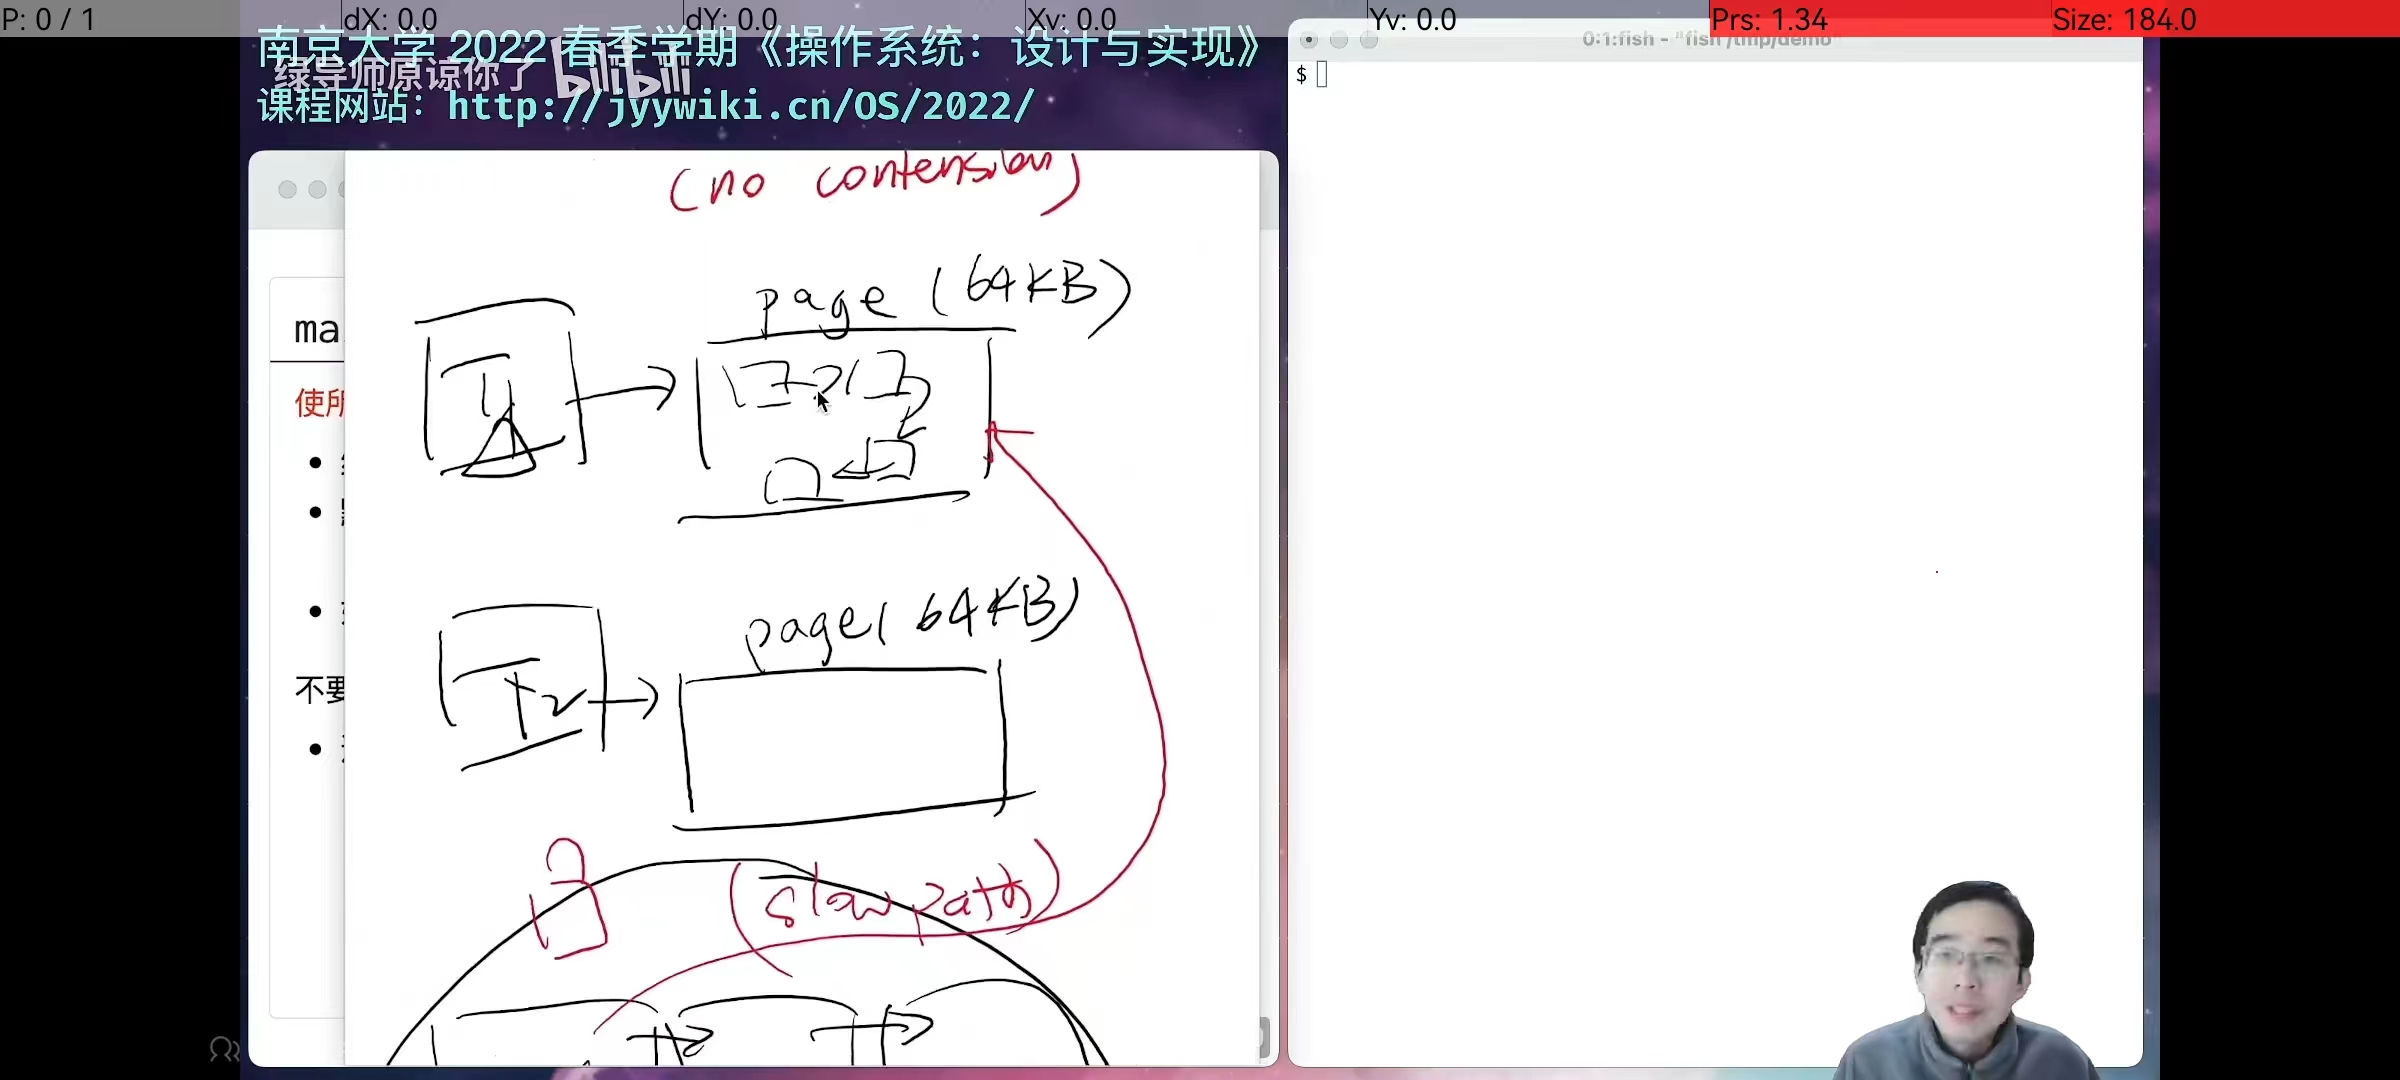 P: 0 / 1 dX: 0.0 dY: 0.0 Xv: 0.0 Yv: 0.0 Prs: 1.34 Size: 184.0
南京大学 2022 春季学期《操作系统：设计与实现》
绿导师原谅你了 bilibili
课程网站：http://jyywiki.cn/OS/2022/
0:1:fish - "fish /tmp/demo"
$
(no contension)
page (64KB)
ma
T1
使所
page(64KB)
T2
不要
(slow path)